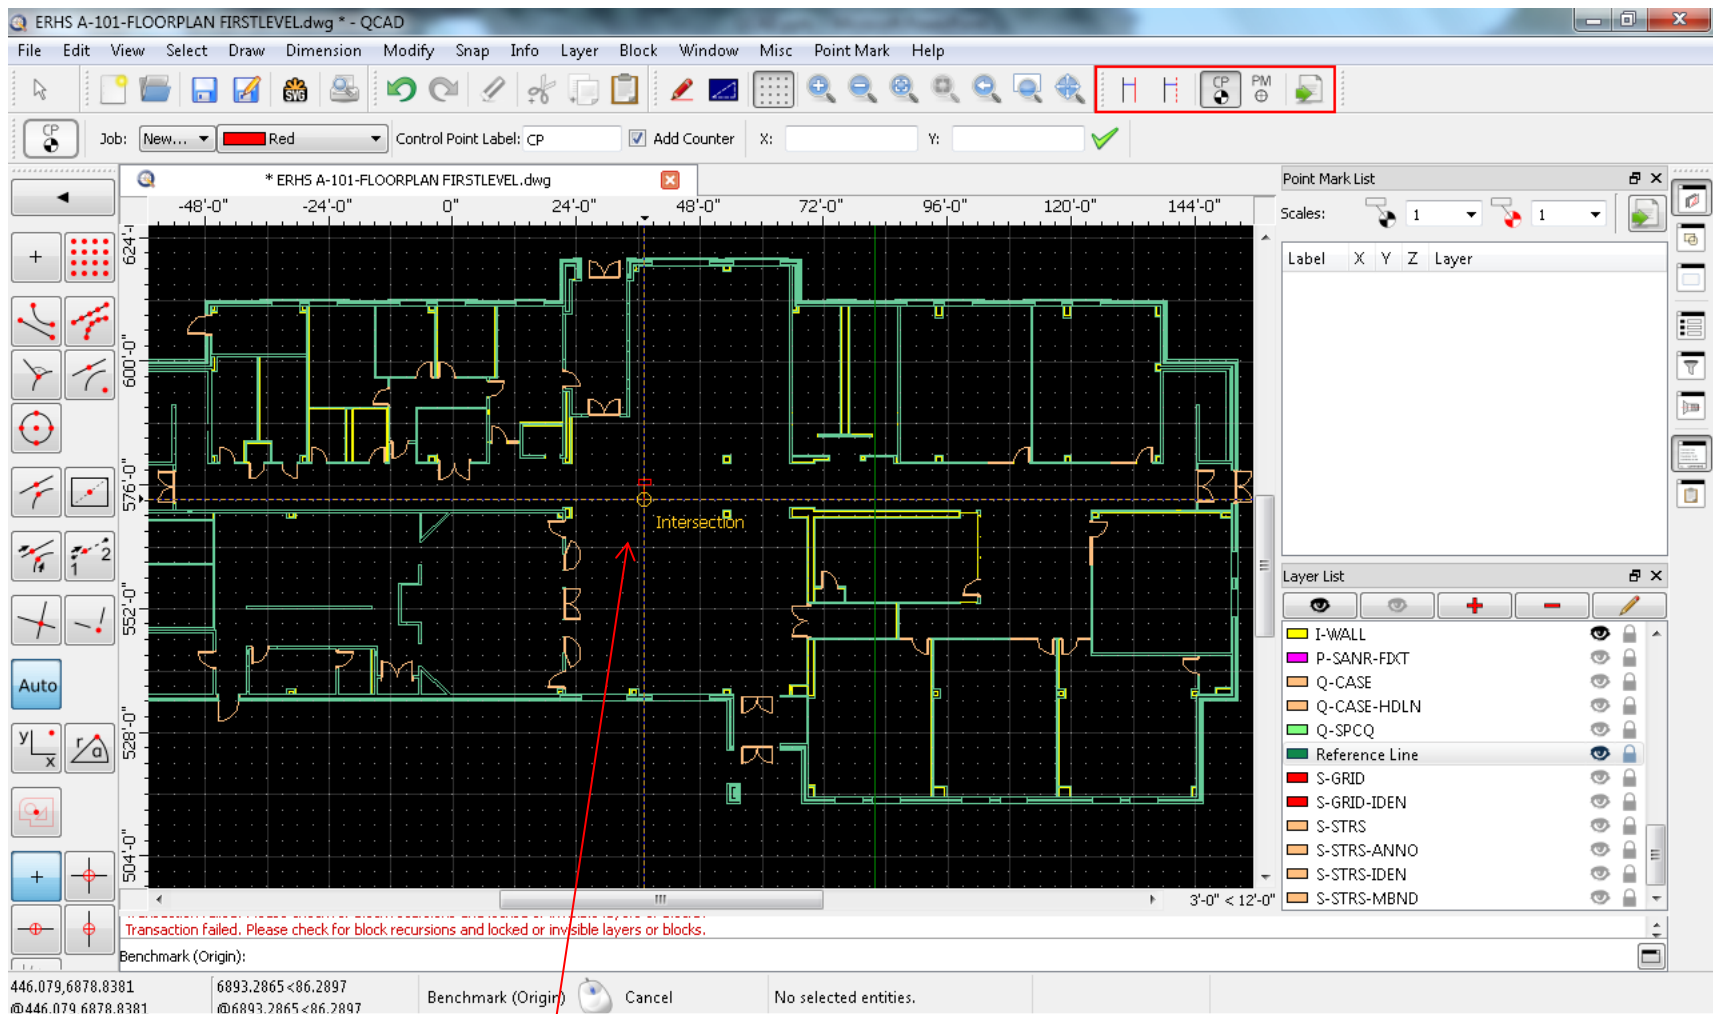 ERHS A-101-FLOORPLAN FIRSTLEVEL.dwg * - QCAD
File Edit View Select Draw Dimension Modify Snap Info Layer Block Window Misc Point Mark Help
SVG CP PM
CP Job: New... Red Control Point Label: CP Add Counter X: Y:
* ERHS A-101-FLOORPLAN FIRSTLEVEL.dwg
-48'-0" -24'-0" 0" 24'-0" 48'-0" 72'-0" 96'-0" 120'-0" 144'-0"
600'-0"
576'-0"
552'-0"
528'-0"
504'-0"
Intersection
3'-0" < 12'-0"
Point Mark List
Scales: 1 1
Label X Y Z Layer
Layer List
I-WALL
P-SANR-FIXT
Q-CASE
Q-CASE-HDLN
Q-SPCQ
Reference Line
S-GRID
S-GRID-IDEN
S-STRS
S-STRS-ANNO
S-STRS-IDEN
S-STRS-MBND
1 2
Auto
y x r a
Transaction failed. Please check for block recursions and locked or invisible layers or blocks.
Benchmark (Origin):
446.079,6878.8381 6893.2865<86.2897 Benchmark (Origin) Cancel No selected entities.
@446.079,6878.8381 @6893.2865<86.2897